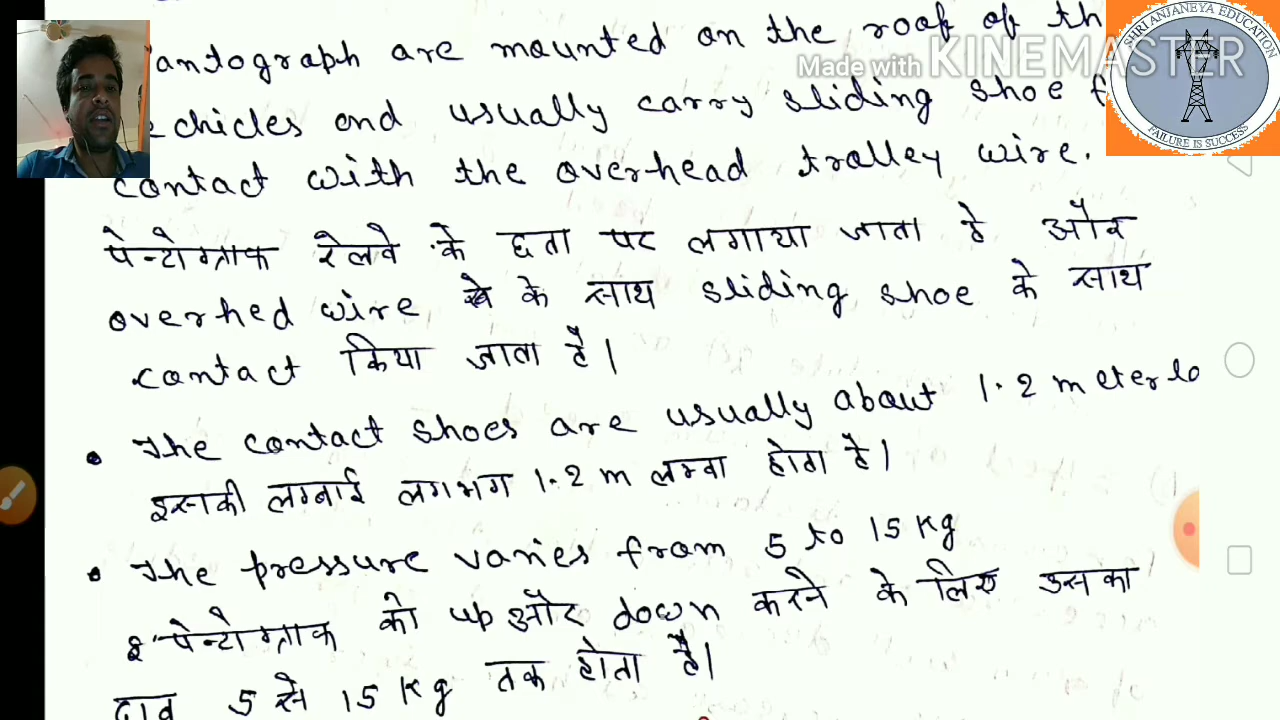 antograph are mounted on the roof of th
echicles and usually carry sliding shoe f
contact with the overhead trolley wire.
पेन्टोग्राफ रेलवे के छता पर लगाया जाता है और
overhed wire के साथ sliding shoe के साथ
contact किया जाता है।
• The contact shoes are usually about 1.2 meter lo
इसकी लम्बाई लगभग 1.2 m लम्बा होता है।
• The pressure varies from 5 to 15 Kg
पेन्टोग्राफ को up और down करने के लिए उसका
दाब 5 से 15 Kg तक होता है।
Made with KINEMASTER
SHRI ANJANEYA EDUCATION
FAILURE IS SUCCESS